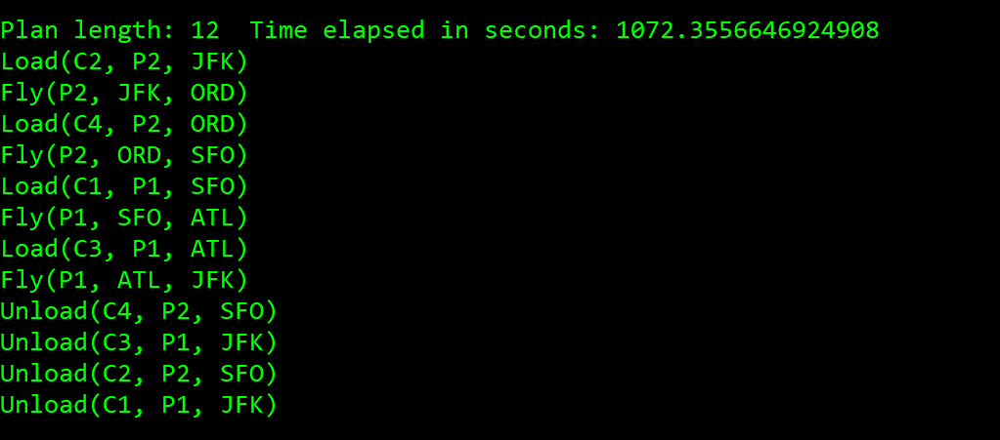 Plan length: 12  Time elapsed in seconds: 1072.3556646924908
Load(C2, P2, JFK)
Fly(P2, JFK, ORD)
Load(C4, P2, ORD)
Fly(P2, ORD, SFO)
Load(C1, P1, SFO)
Fly(P1, SFO, ATL)
Load(C3, P1, ATL)
Fly(P1, ATL, JFK)
Unload(C4, P2, SFO)
Unload(C3, P1, JFK)
Unload(C2, P2, SFO)
Unload(C1, P1, JFK)